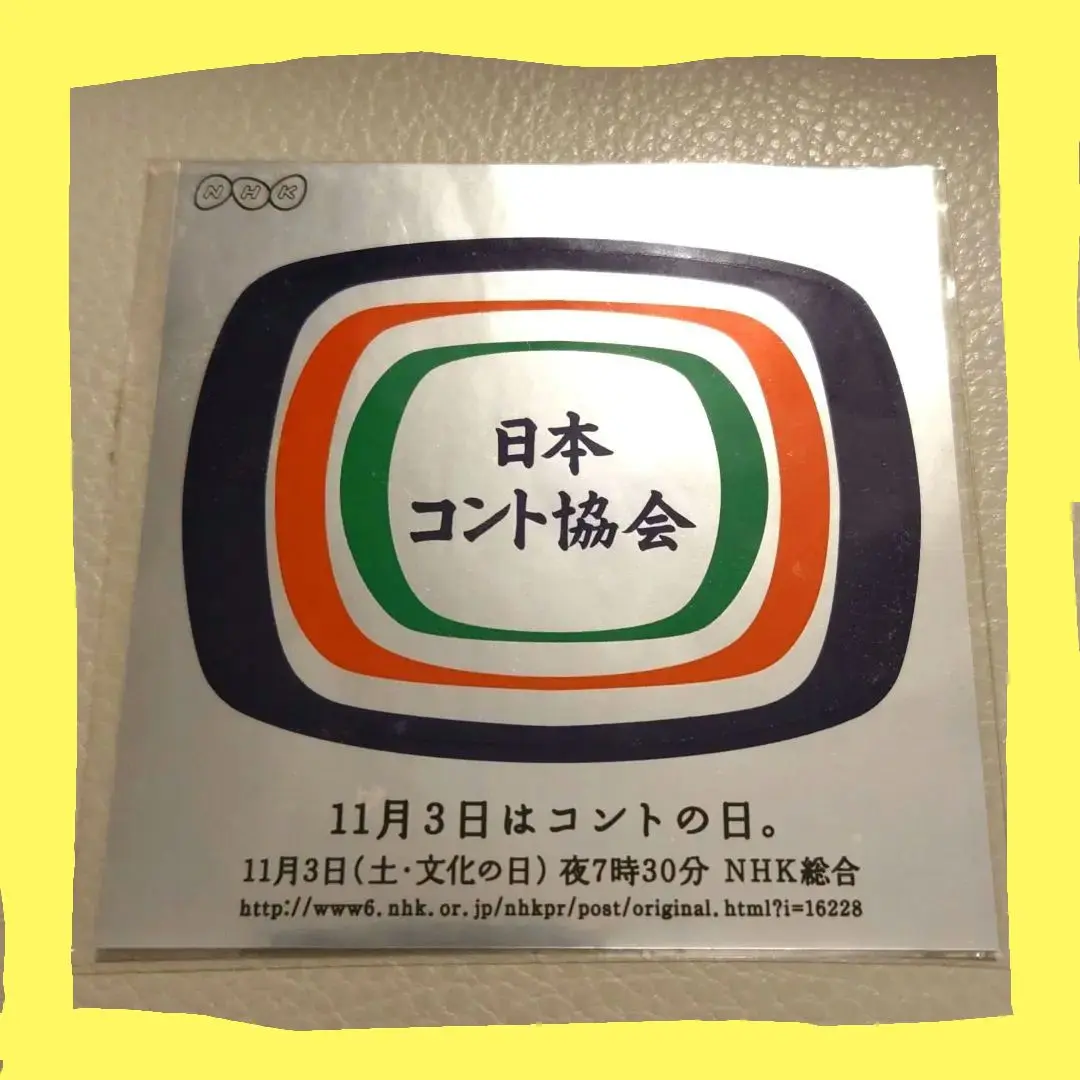 NHK
日本
コント協会
11月3日はコントの日。
11月3日(土・文化の日) 夜7時30分 NHK総合
http://www6.nhk.or.jp/nhkpr/post/original.html?i=16228